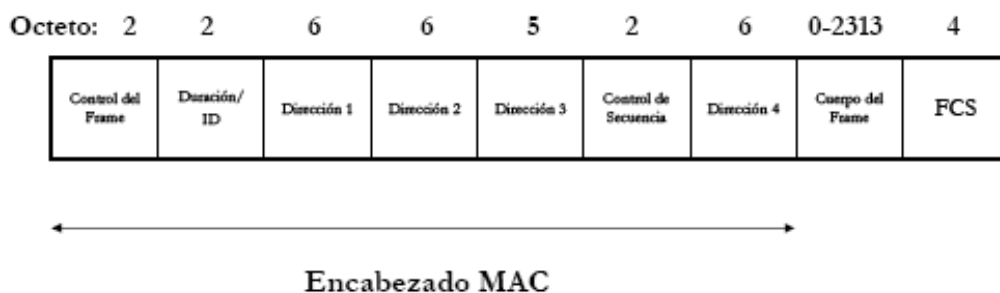 Octeto: 2 2 6 6 5 2 6 0-2313 4
Control del Frame
Duración/ ID
Dirección 1
Dirección 2
Dirección 3
Control de Secuencia
Dirección 4
Cuerpo del Frame
FCS
Encabezado MAC